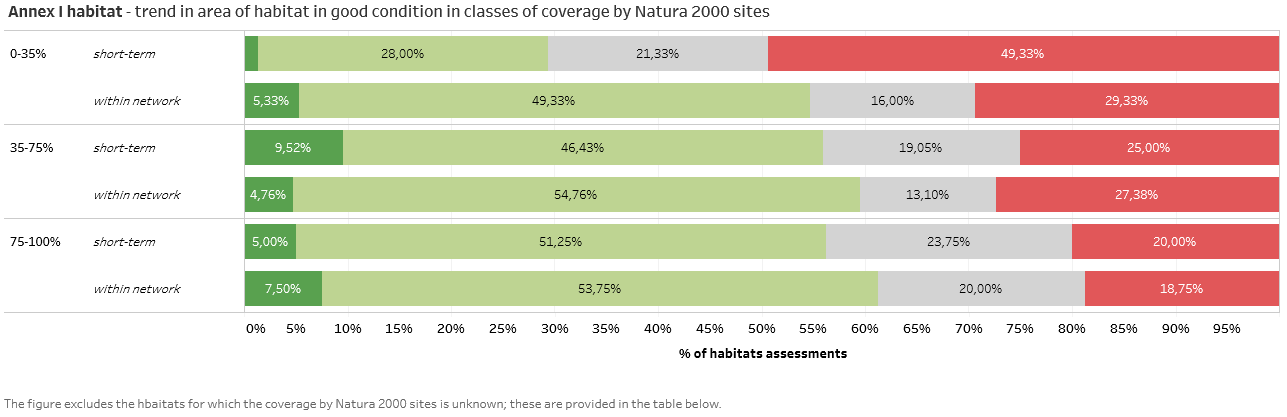 Annex I habitat - trend in area of habitat in good condition in classes of coverage by Natura 2000 sites
0-35% short-term 28,00% 21,33% 49,33%
within network 5,33% 49,33% 16,00% 29,33%
35-75% short-term 9,52% 46,43% 19,05% 25,00%
within network 4,76% 54,76% 13,10% 27,38%
75-100% short-term 5,00% 51,25% 23,75% 20,00%
within network 7,50% 53,75% 20,00% 18,75%
0% 5% 10% 15% 20% 25% 30% 35% 40% 45% 50% 55% 60% 65% 70% 75% 80% 85% 90% 95%
% of habitats assessments
The figure excludes the hbaitats for which the coverage by Natura 2000 sites is unknown; these are provided in the table below.